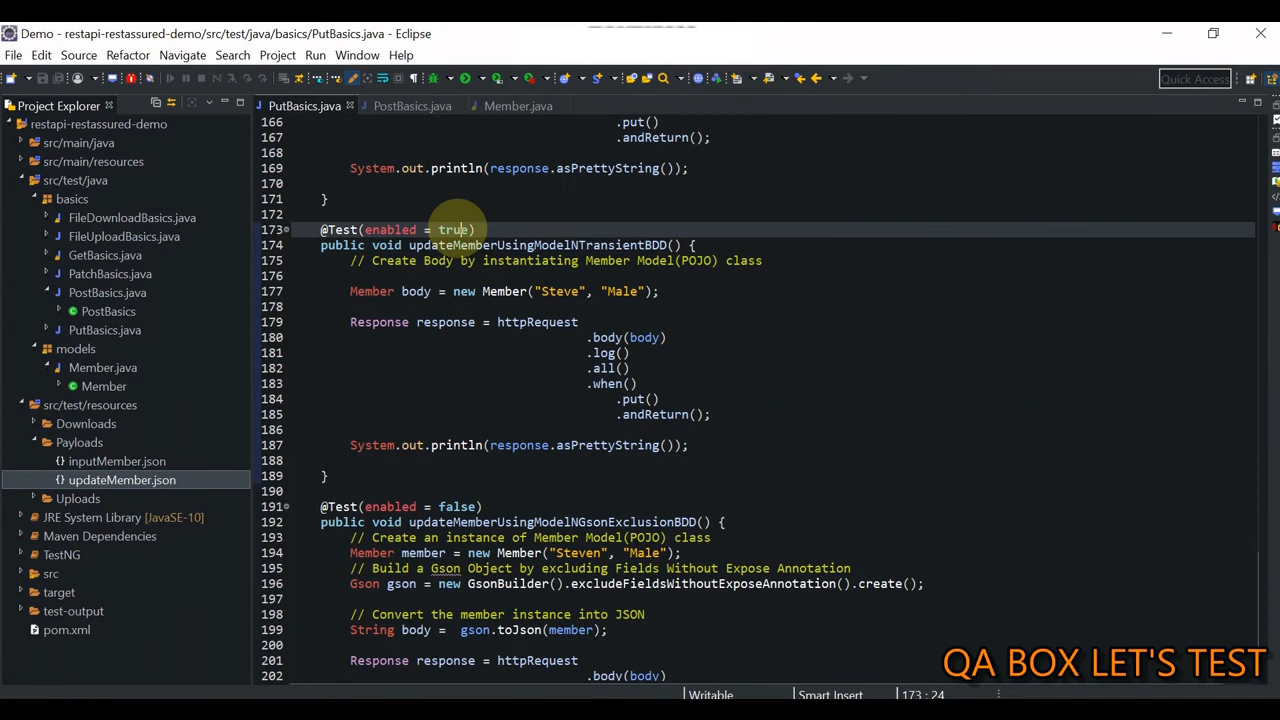 Demo - restapi-restassured-demo/src/test/java/basics/PutBasics.java - Eclipse
File Edit Source Refactor Navigate Search Project Run Window Help
Quick Access
Project Explorer
restapi-restassured-demo
src/main/java
src/main/resources
src/test/java
basics
FileDownloadBasics.java
FileUploadBasics.java
GetBasics.java
PatchBasics.java
PostBasics.java
PostBasics
PutBasics.java
models
Member.java
Member
src/test/resources
Downloads
Payloads
inputMember.json
updateMember.json
Uploads
JRE System Library [JavaSE-10]
Maven Dependencies
TestNG
src
target
test-output
pom.xml
PutBasics.java PostBasics.java Member.java
166 .put()
167 .andReturn();
168
169 System.out.println(response.asPrettyString());
170
171 }
172
173 @Test(enabled = true)
174 public void updateMemberUsingModelNTransientBDD() {
175 // Create Body by instantiating Member Model(POJO) class
176
177 Member body = new Member("Steve", "Male");
178
179 Response response = httpRequest
180 .body(body)
181 .log()
182 .all()
183 .when()
184 .put()
185 .andReturn();
186
187 System.out.println(response.asPrettyString());
188
189 }
190
191 @Test(enabled = false)
192 public void updateMemberUsingModelNGsonExclusionBDD() {
193 // Create an instance of Member Model(POJO) class
194 Member member = new Member("Steven", "Male");
195 // Build a Gson Object by excluding Fields Without Expose Annotation
196 Gson gson = new GsonBuilder().excludeFieldsWithoutExposeAnnotation().create();
197
198 // Convert the member instance into JSON
199 String body =  gson.toJson(member);
200
201 Response response = httpRequest
202 .body(body)
QA BOX LET'S TEST
Writable Smart Insert 173 : 24